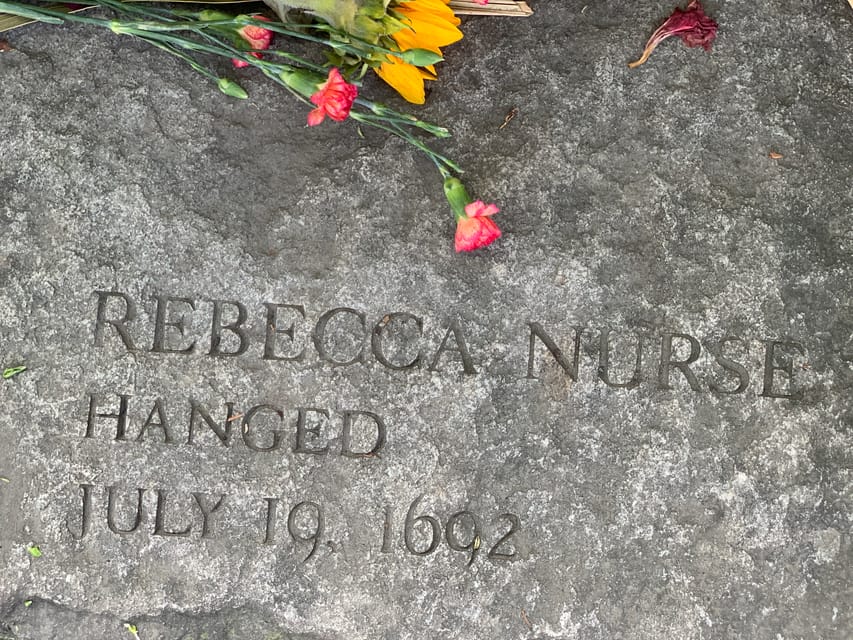 REBECCA NURSE
HANGED
JULY 19, 1692